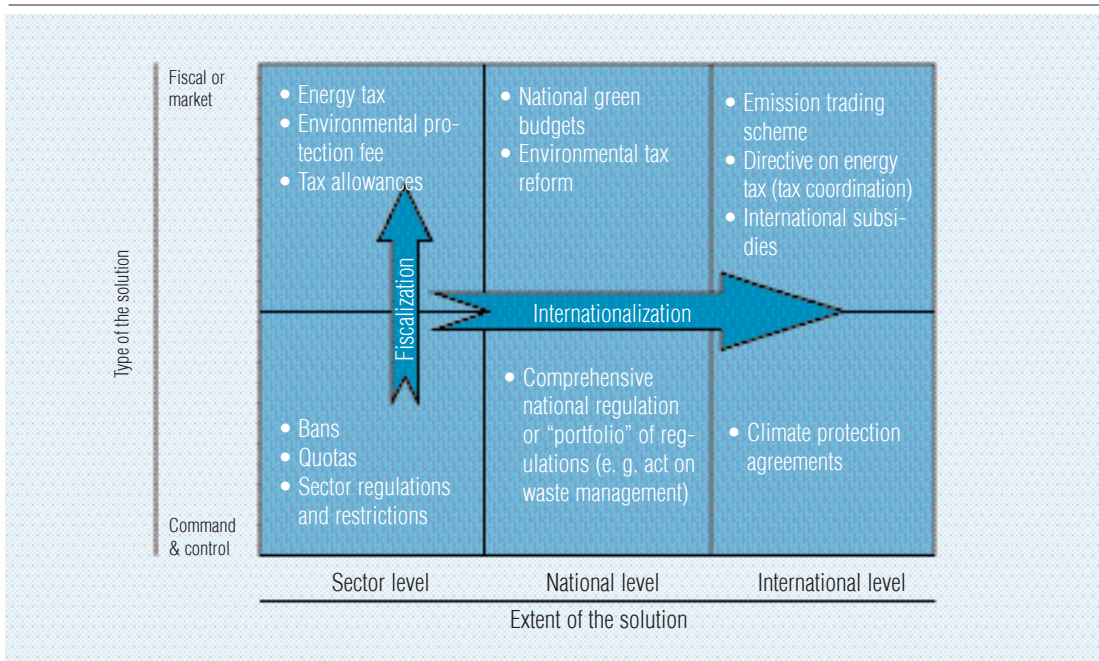 Fiscal or
market
• Energy tax
• Environmental pro-
tection fee
• Tax allowances
• National green
budgets
• Environmental tax
reform
• Emission trading
scheme
• Directive on energy
tax (tax coordination)
• International subsi-
dies
Type of the solution
Fiscalization
Internationalization
• Bans
• Quotas
• Sector regulations
and restrictions
• Comprehensive
national regulation
or “portfolio” of reg-
ulations (e. g. act on
waste management)
• Climate protection
agreements
Command
& control
Sector level
National level
International level
Extent of the solution